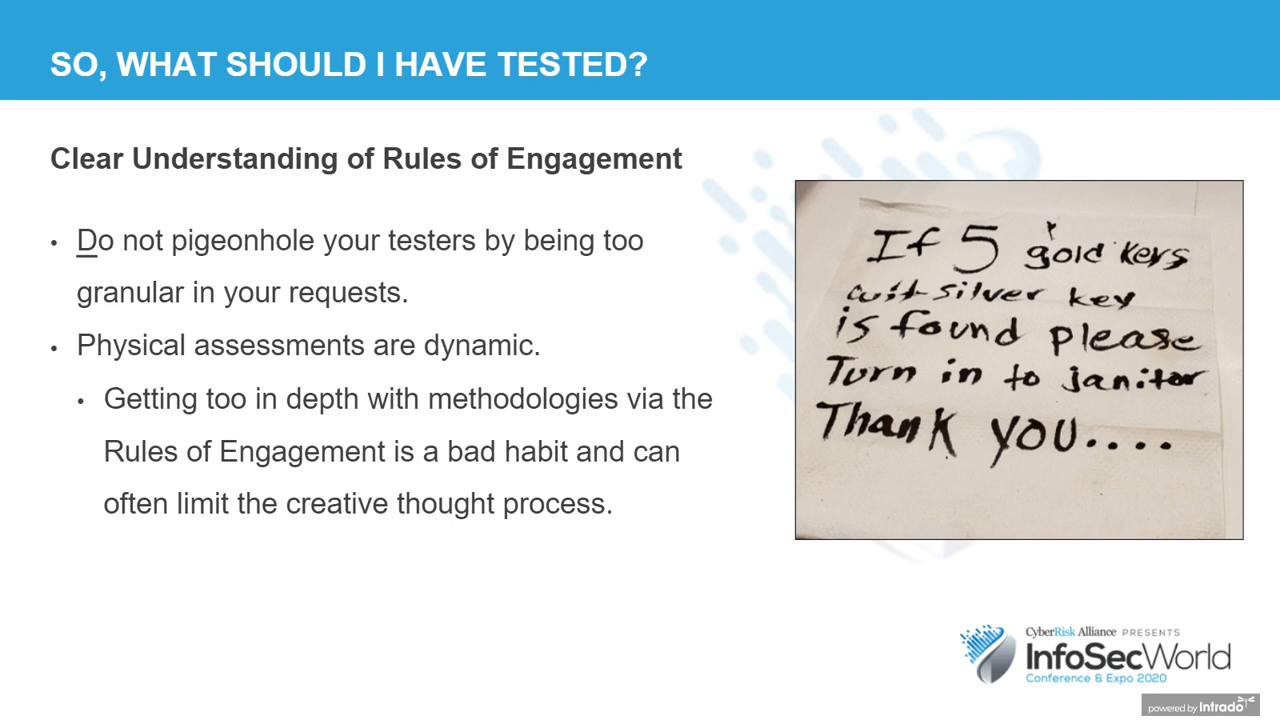 SO, WHAT SHOULD I HAVE TESTED?
Clear Understanding of Rules of Engagement
• Do not pigeonhole your testers by being too
granular in your requests.
• Physical assessments are dynamic.
• Getting too in depth with methodologies via the
Rules of Engagement is a bad habit and can
often limit the creative thought process.
If 5 gold keys
silver key
is found please
Turn in to janitor
Thank you....
CyberRisk Alliance PRESENTS
InfoSecWorld
Conference & Expo 2020
powered by Intrado